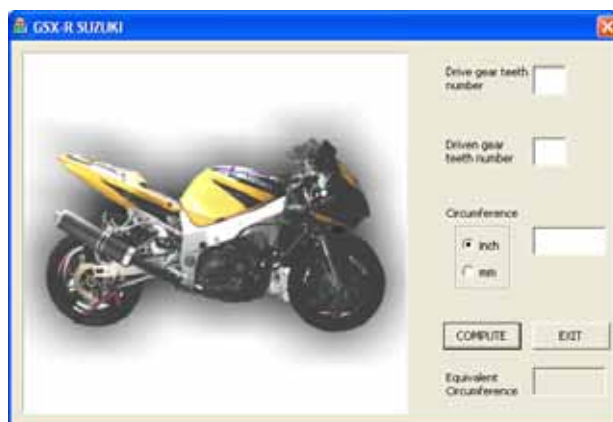 GSX-R SUZUKI
Drive gear teeth
number
Driven gear
teeth number
Circumference
inch
mm
COMPUTE EXIT
Equivalent
Circumference